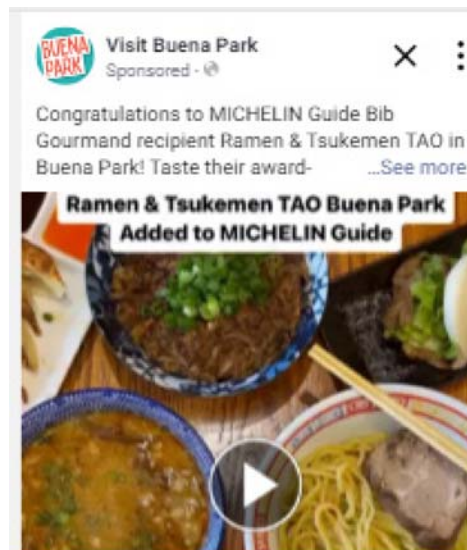 BUENA
PARK
Visit Buena Park
Sponsored ·
Congratulations to MICHELIN Guide Bib
Gourmand recipient Ramen & Tsukemen TAO in
Buena Park! Taste their award- ...See more
Ramen & Tsukemen TAO Buena Park
Added to MICHELIN Guide